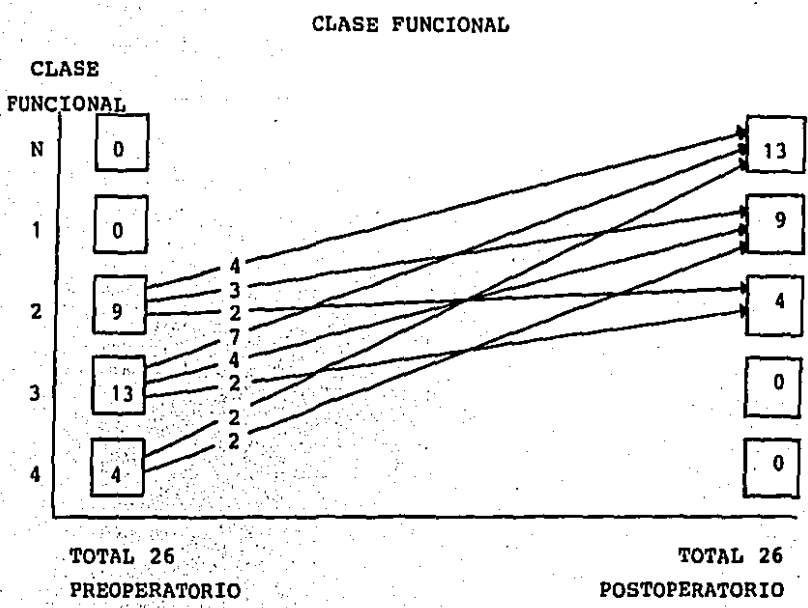 CLASE FUNCIONAL
CLASE
FUNCIONAL
N 0 13
1 0 9
4
3
2 9 2 4
7
4
3 13 2 0
2
2
4 4 0
TOTAL 26 TOTAL 26
PREOPERATORIO POSTOPERATORIO